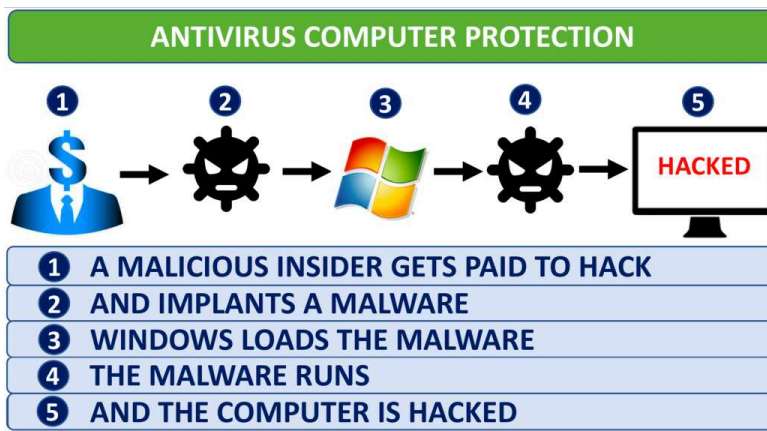 ANTIVIRUS COMPUTER PROTECTION
1 2 3 4 5
$
HACKED
1 A MALICIOUS INSIDER GETS PAID TO HACK
2 AND IMPLANTS A MALWARE
3 WINDOWS LOADS THE MALWARE
4 THE MALWARE RUNS
5 AND THE COMPUTER IS HACKED